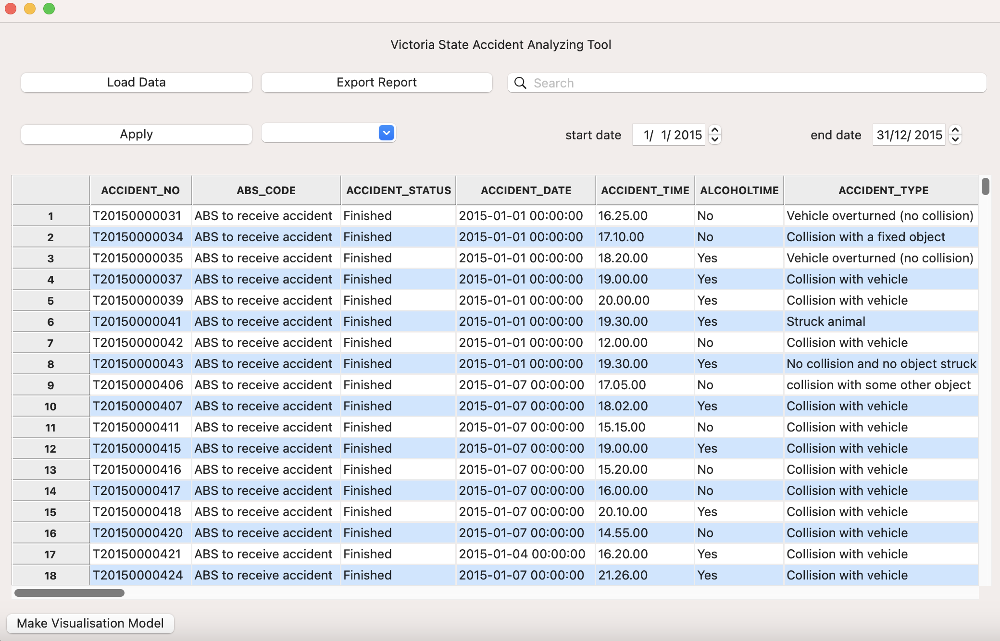 Victoria State Accident Analyzing Tool
Load Data Export Report Search
Apply start date 1/ 1/ 2015 end date 31/12/ 2015
ACCIDENT_NO ABS_CODE ACCIDENT_STATUS ACCIDENT_DATE ACCIDENT_TIME ALCOHOLTIME ACCIDENT_TYPE
1 T20150000031 ABS to receive accident Finished 2015-01-01 00:00:00 16.25.00 No Vehicle overturned (no collision)
2 T20150000034 ABS to receive accident Finished 2015-01-01 00:00:00 17.10.00 No Collision with a fixed object
3 T20150000035 ABS to receive accident Finished 2015-01-01 00:00:00 18.20.00 Yes Vehicle overturned (no collision)
4 T20150000037 ABS to receive accident Finished 2015-01-01 00:00:00 19.00.00 Yes Collision with vehicle
5 T20150000039 ABS to receive accident Finished 2015-01-01 00:00:00 20.00.00 Yes Collision with vehicle
6 T20150000041 ABS to receive accident Finished 2015-01-01 00:00:00 19.30.00 Yes Struck animal
7 T20150000042 ABS to receive accident Finished 2015-01-01 00:00:00 12.00.00 No Collision with vehicle
8 T20150000043 ABS to receive accident Finished 2015-01-01 00:00:00 19.30.00 Yes No collision and no object struck
9 T20150000406 ABS to receive accident Finished 2015-01-07 00:00:00 17.05.00 No collision with some other object
10 T20150000407 ABS to receive accident Finished 2015-01-07 00:00:00 18.02.00 Yes Collision with vehicle
11 T20150000411 ABS to receive accident Finished 2015-01-07 00:00:00 15.15.00 No Collision with vehicle
12 T20150000415 ABS to receive accident Finished 2015-01-07 00:00:00 19.00.00 Yes Collision with vehicle
13 T20150000416 ABS to receive accident Finished 2015-01-07 00:00:00 15.20.00 No Collision with vehicle
14 T20150000417 ABS to receive accident Finished 2015-01-07 00:00:00 16.00.00 No Collision with vehicle
15 T20150000418 ABS to receive accident Finished 2015-01-07 00:00:00 20.10.00 Yes Collision with vehicle
16 T20150000420 ABS to receive accident Finished 2015-01-07 00:00:00 14.55.00 No Collision with vehicle
17 T20150000421 ABS to receive accident Finished 2015-01-04 00:00:00 16.20.00 Yes Collision with vehicle
18 T20150000424 ABS to receive accident Finished 2015-01-07 00:00:00 21.26.00 Yes Collision with vehicle
Make Visualisation Model